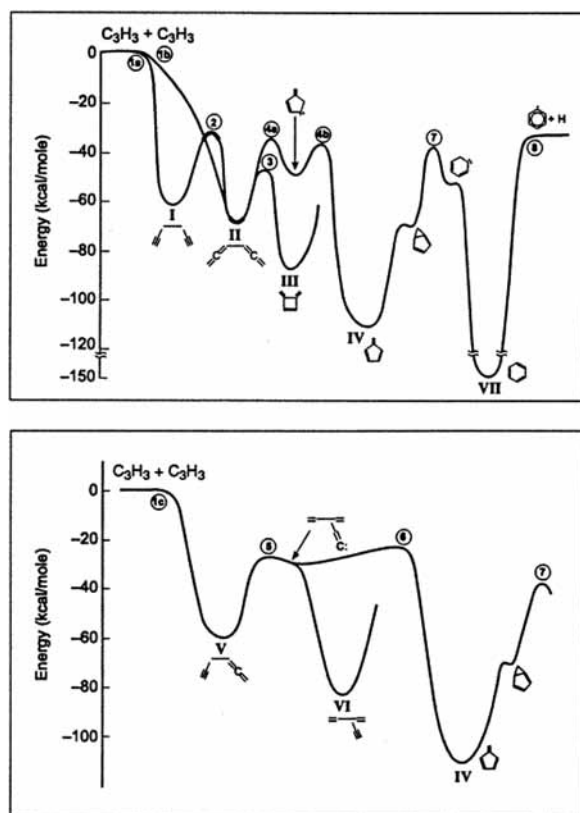 C₃H₃ + C₃H₃
0
−20
−40
−60
−80
−100
−120
−150
Energy (kcal/mole)
1a
1b
2
3
4a
4b
7
8
+ H
I
II
III
IV
VII
C₃H₃ + C₃H₃
0
−20
−40
−60
−80
−100
Energy (kcal/mole)
1c
5
6
7
C:
V
VI
IV